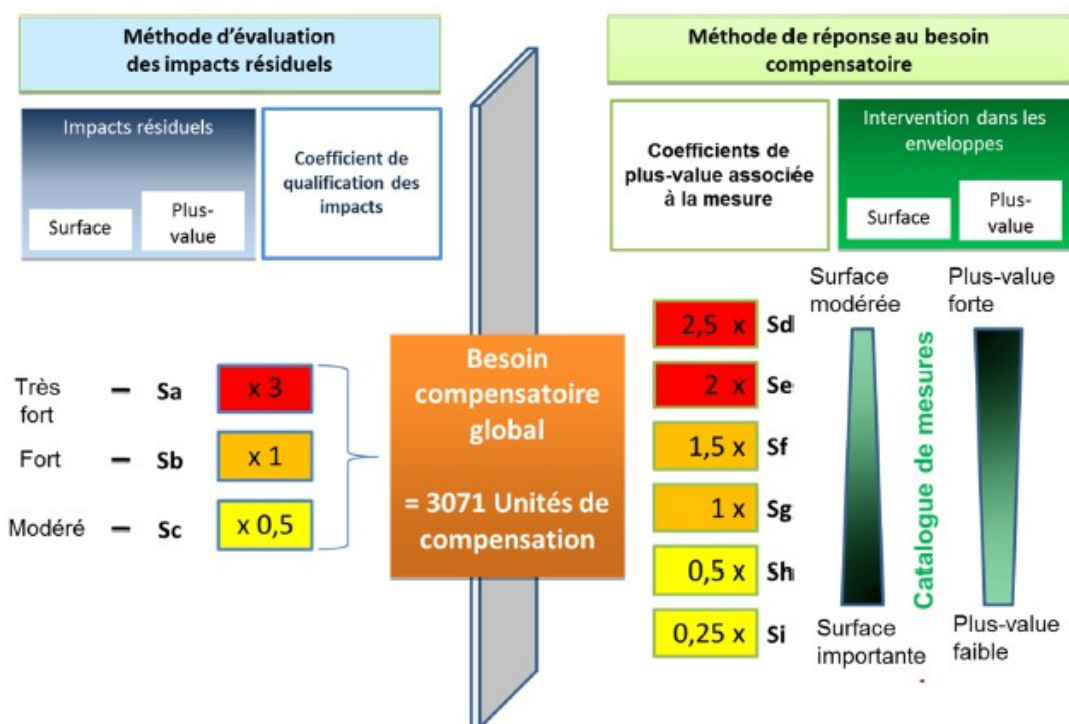 Méthode d'évaluation
des impacts résiduels
Impacts résiduels
Surface
Plus-
value
Coefficient de
qualification des
impacts
Très
fort
– Sa x 3
Fort – Sb x 1
Modéré – Sc x 0,5
Besoin
compensatoire
global
= 3071 Unités de
compensation
Méthode de réponse au besoin
compensatoire
Coefficients de
plus-value associée
à la mesure
Intervention dans les
enveloppes
Surface
Plus-
value
2,5 x Sd
2 x Se
1,5 x Sf
1 x Sg
0,5 x Sh
0,25 x Si
Surface
modérée
Surface
importante
Catalogue de mesures
Plus-value
forte
Plus-value
faible